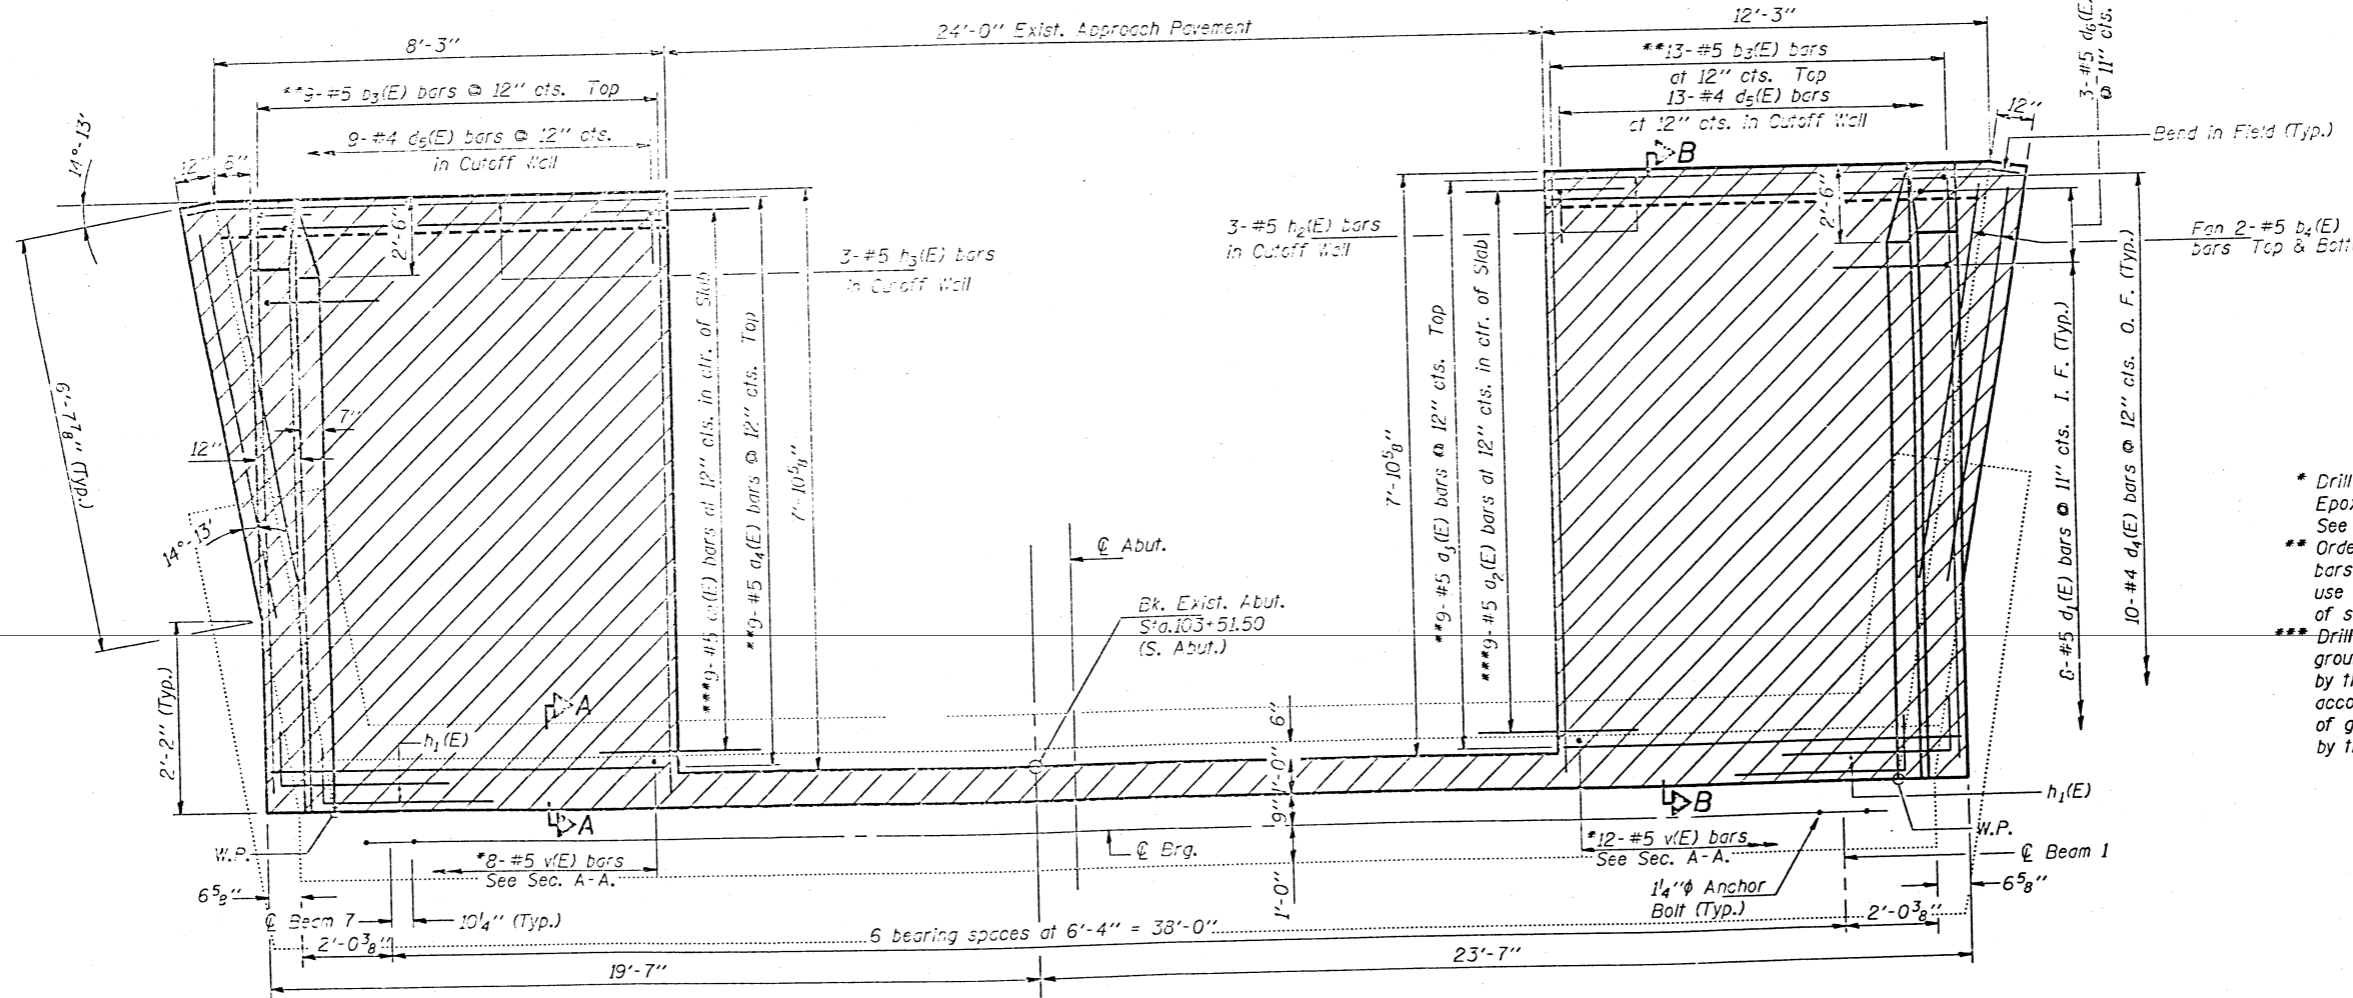 8'-3"
24'-0" Exist. Approach Pavement
12'-3"
3-#5 d6(E)
@ 11" cts.
**9-#5 b3(E) bars @ 12" cts. Top
9-#4 d5(E) bars @ 12" cts.
in Cutoff Wall
**13-#5 b3(E) bars
at 12" cts. Top
13-#4 d5(E) bars
at 12" cts. in Cutoff Wall
12"
Bend in Field (Typ.)
14°-13'
12"
6"
B
2'-6"
2'-6"
3-#5 h3(E) bars
in Cutoff Wall
3-#5 h2(E) bars
in Cutoff Wall
Fan 2-#5 b4(E)
bars Top &
6'-7 7/8" (Typ.)
7"
12"
14°-13'
bars at 12" cts. in ctr. of Slab
**9-#5 a4(E) bars @ 12" cts. Top
7'-10 5/8"
7'-10 5/8"
**9-#5 a3(E) bars @ 12" cts. Top
***9-#5 a2(E) bars at 12" cts. in ctr. of Slab
6-#5 d1(E) bars @ 11" cts. I. F. (Typ.)
10-#4 d4(E) bars @ 12" cts. O. F. (Typ.)
* Drill
See
**
bars
use
of s
*** Drill
grou
by th
acco
of g
by th
℄ Abut.
Bk. Exist. Abut.
Sta.103+51.50
(S. Abut.)
2'-2" (Typ.)
A
h1(E)
6"
1'-0"
9"
1'-0"
A
B
h1(E)
W.P.
W.P.
*8-#5 v(E) bars
See Sec. A-A.
℄ Brg.
*12-#5 v(E) bars
See Sec. A-A.
℄ Beam 1
6 5/8"
℄ Beam 7
10 1/4" (Typ.)
1 1/4"ϕ Anchor
Bolt (Typ.)
6 5/8"
2'-0 3/8"
6 bearing spaces at 6'-4" = 38'-0"
2'-0 3/8"
19'-7"
23'-7"